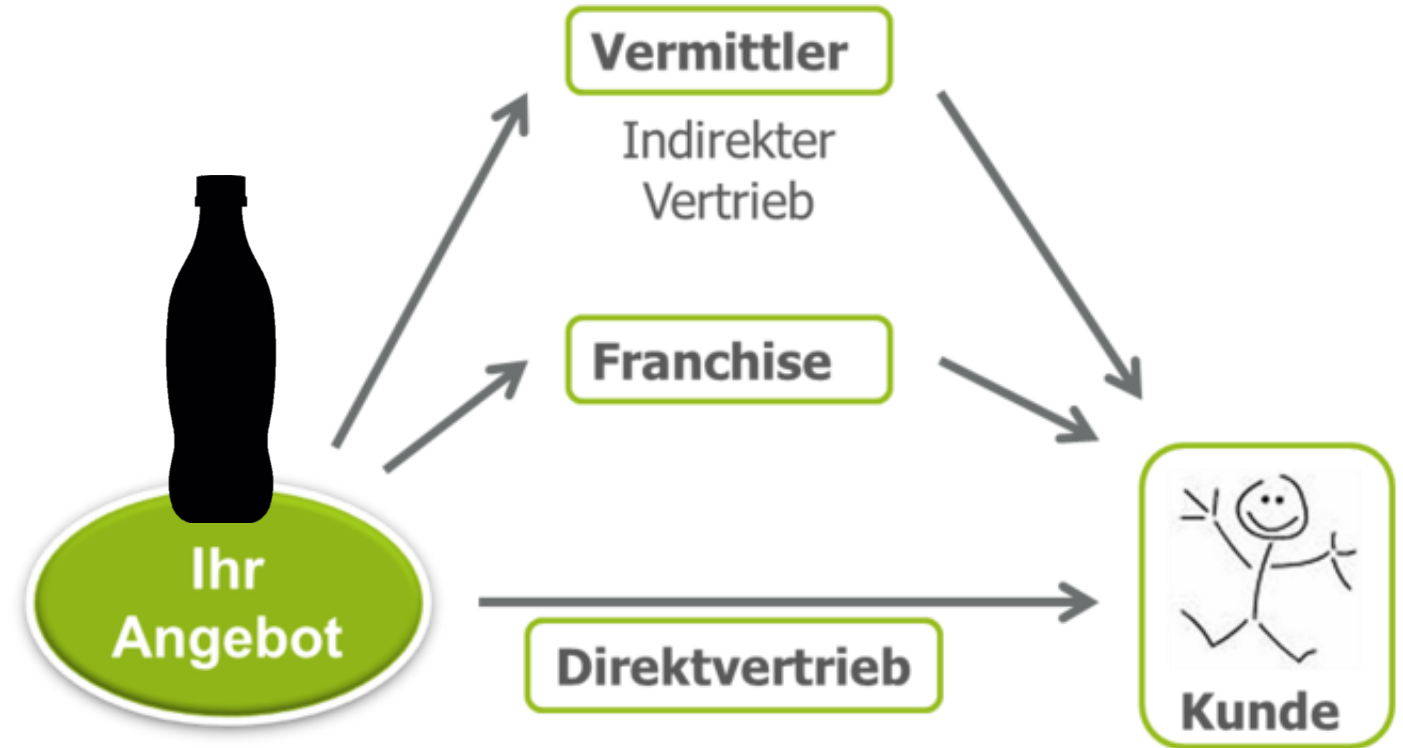 Vermittler
Indirekter
Vertrieb
Franchise
Ihr
Angebot
Direktvertrieb
Kunde